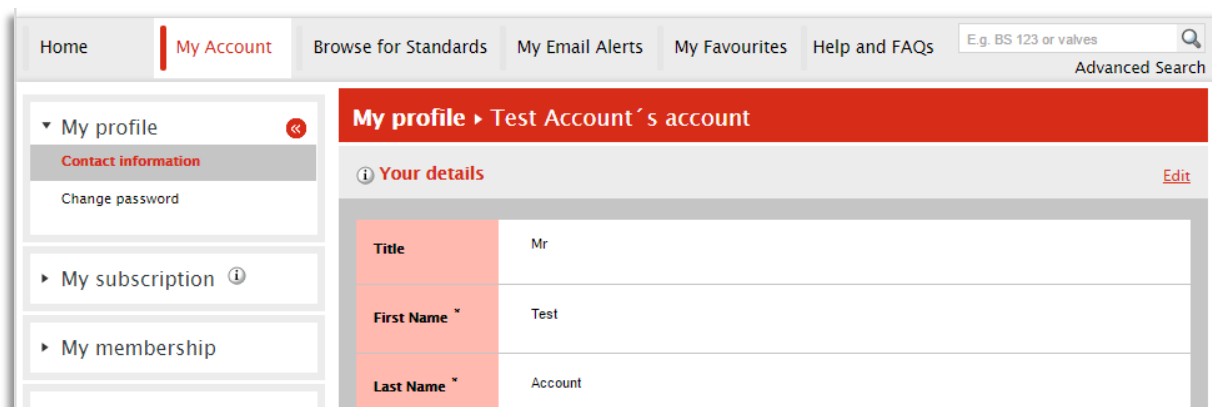 Home
My Account
Browse for Standards
My Email Alerts
My Favourites
Help and FAQs
E.g. BS 123 or valves
Advanced Search
My profile
Contact information
Change password
My subscription
My membership
My profile ▸ Test Account´s account
Your details
Edit
Title Mr
First Name * Test
Last Name * Account